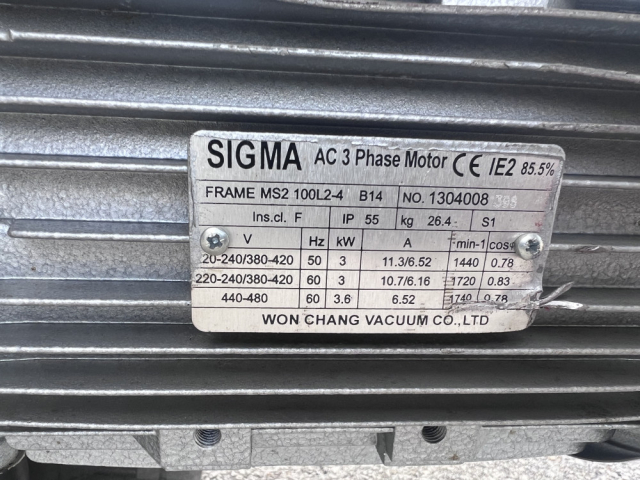 SIGMA AC 3 Phase Motor CE IE2 85.5%
FRAME MS2 100L2-4 B14 NO. 1304008
Ins.cl. F IP 55 kg 26.4 S1
V Hz kW A min-1 cosφ
20-240/380-420 50 3 11.3/6.52 1440 0.78
220-240/380-420 60 3 10.7/6.16 1720 0.83
440-480 60 3.6 6.52 1740 0.78
WON CHANG VACUUM CO.,LTD